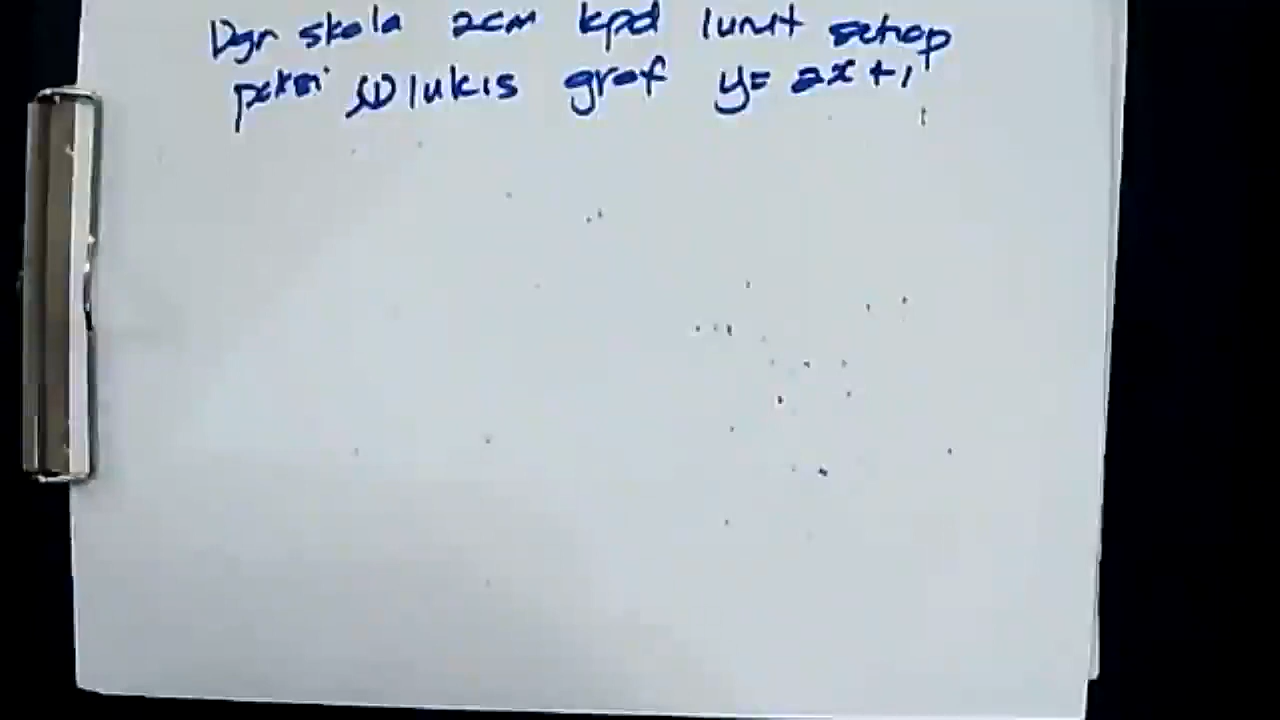 Dgn skala 2cm kpd 1unit setiap
paksi lukis graf y= 2x+1